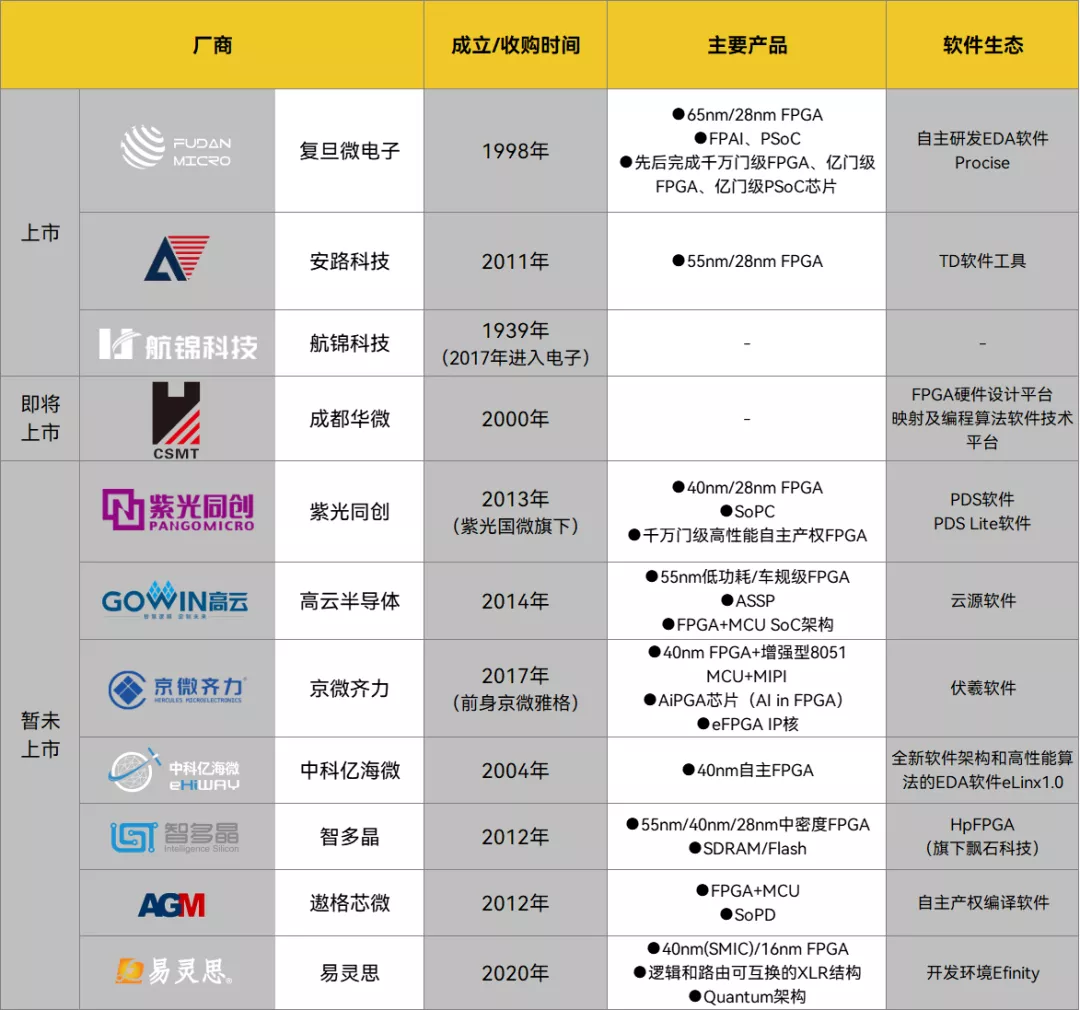 厂商
成立/收购时间
主要产品
软件生态
上市
FUDAN
MICRO
复旦微电子
1998年
●65nm/28nm FPGA
●FPAI、PSoC
●先后完成千万门级FPGA、亿门级
FPGA、亿门级PSoC芯片
自主研发EDA软件
Procise
安路科技
2011年
●55nm/28nm FPGA
TD软件工具
航锦科技
航锦科技
1939年
（2017年进入电子）
-
-
即将
上市
CSMT
成都华微
2000年
-
FPGA硬件设计平台
映射及编程算法软件技术
平台
暂未
上市
紫光同创
PANGOMICRO
紫光同创
2013年
（紫光国微旗下）
●40nm/28nm FPGA
●SoPC
●千万门级高性能自主产权FPGA
PDS软件
PDS Lite软件
GOWIN高云
高云半导体
2014年
●55nm低功耗/车规级FPGA
●ASSP
●FPGA+MCU SoC架构
云源软件
京微齐力
HERCULES MICROELECTRONICS
京微齐力
2017年
（前身京微雅格）
●40nm FPGA+增强型8051
MCU+MIPI
●AiPGA芯片（AI in FPGA）
●eFPGA IP核
伏羲软件
中科亿海微
eHiWAY
中科亿海微
2004年
●40nm自主FPGA
全新软件架构和高性能算
法的EDA软件eLinx1.0
智多晶
Intelligence Silicon
智多晶
2012年
●55nm/40nm/28nm中密度FPGA
●SDRAM/Flash
HpFPGA
（旗下飘石科技）
AGM
遨格芯微
2012年
●FPGA+MCU
●SoPD
自主产权编译软件
易灵思®
易灵思
2020年
●40nm(SMIC)/16nm FPGA
●逻辑和路由可互换的XLR结构
●Quantum架构
开发环境Efinity